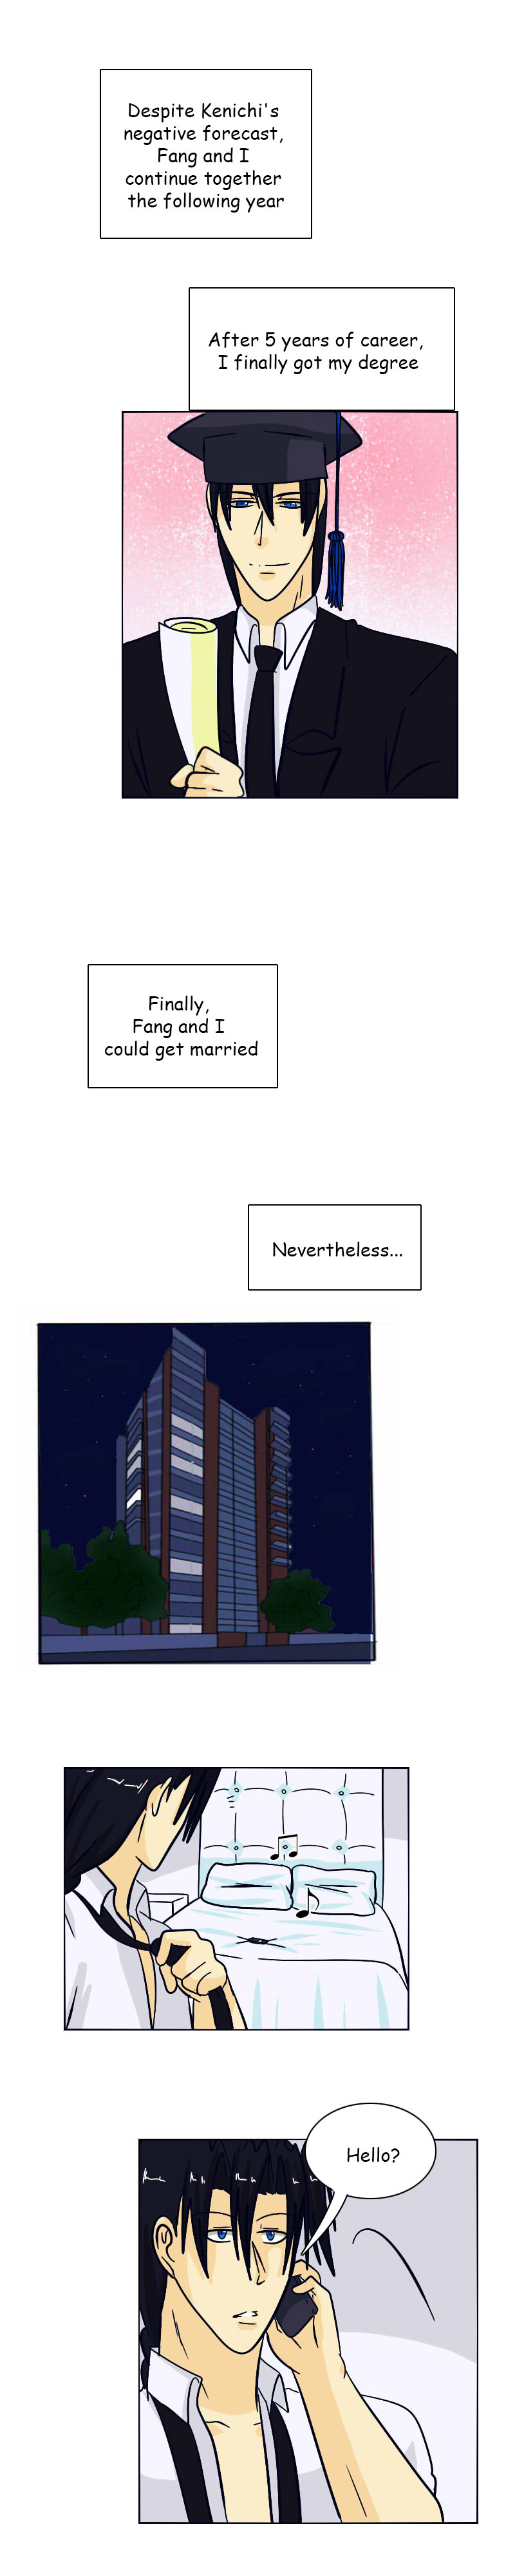 Despite Kenichi's
negative forecast,
Fang and I
continue together
the following year
After 5 years of career,
I finally got my degree
Finally,
Fang and I
could get married
Nevertheless...
Hello?